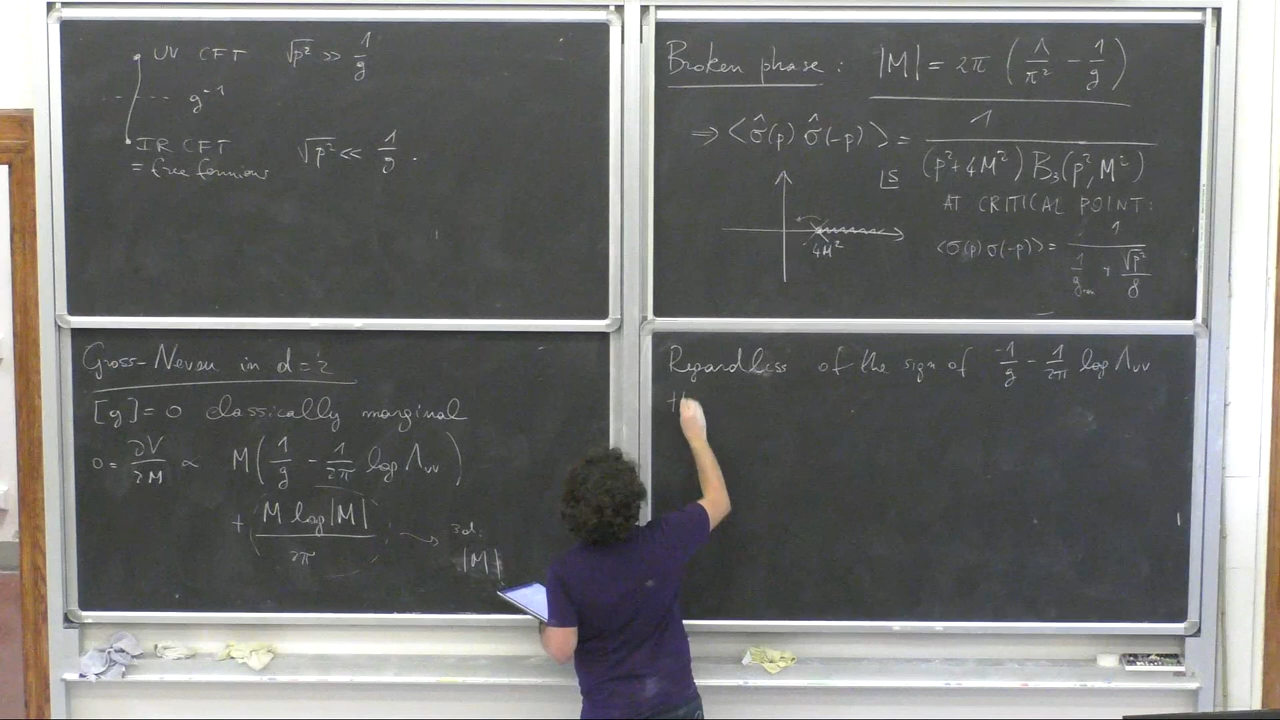 UV CFT √p² >> 1/g
g⁻¹
IR CFT √p² << 1/g .
= free fermions
Gross-Neveu in d=2
[g]=0 classically marginal
0 = ∂V/∂M ∝ M(1/g - 1/2π log Λ_UV)
+ (M log|M| / 2π)
sol:
|M|
Broken phase : |M| = 2π (Λ/π² - 1/g)
⇒ <σ̂(p) σ̂(-p)> = 1/((p²+4M²) B₃(p², M²))
AT CRITICAL POINT:
4M²
<σ(p) σ(-p)> = 1/(1/g + √p²/8)
Regardless of the sign of 1/g - 1/2π log Λ_UV